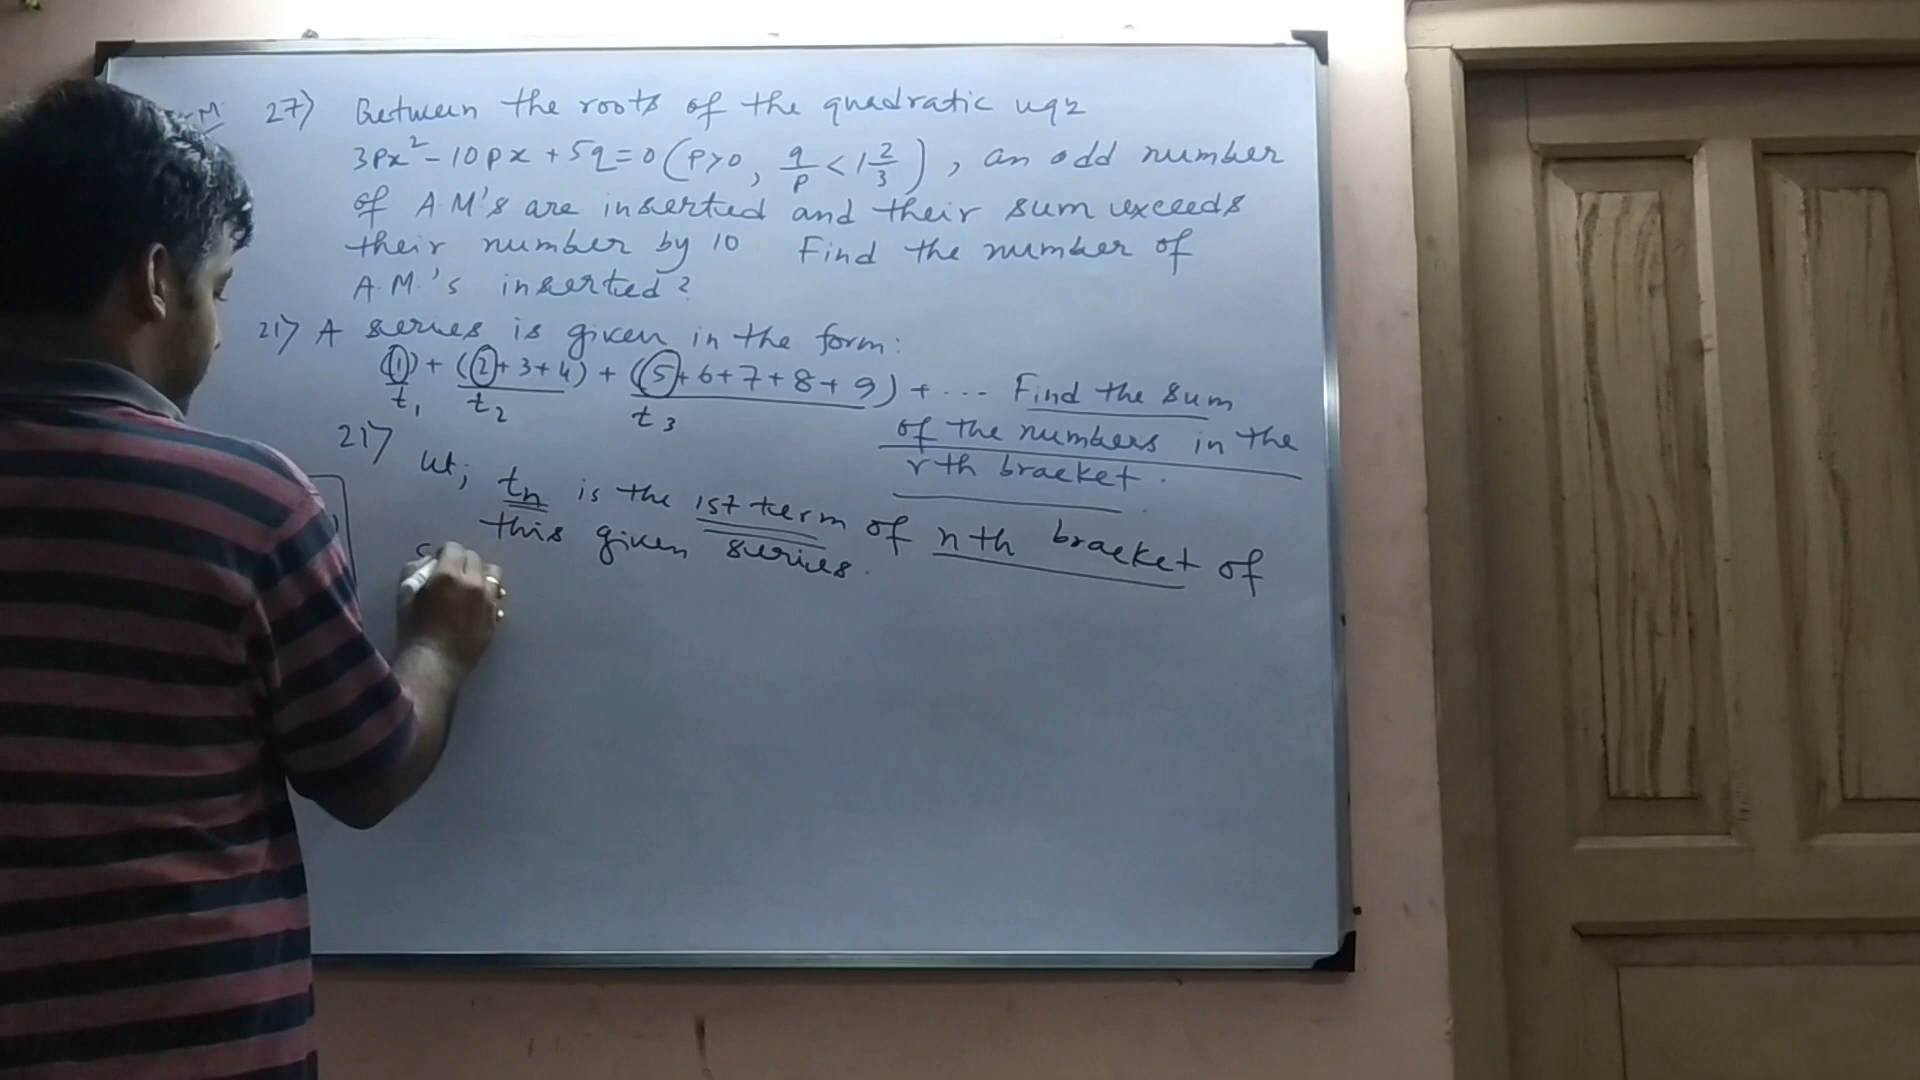 27) Between the roots of the quadratic eqn
3px² - 10px + 5q = 0 (p>0, q/p < 1 2/3), an odd number
of A.M.'s are inserted and their sum exceeds
their number by 10. Find the number of
A.M.'s inserted?
21) A series is given in the form:
(1) + (2+3+4) + (5+6+7+8+9) + ... Find the sum
t₁ t₂ t₃
of the numbers in the
rth bracket.
21) Let; tn is the 1st term of nth bracket of
this given series.